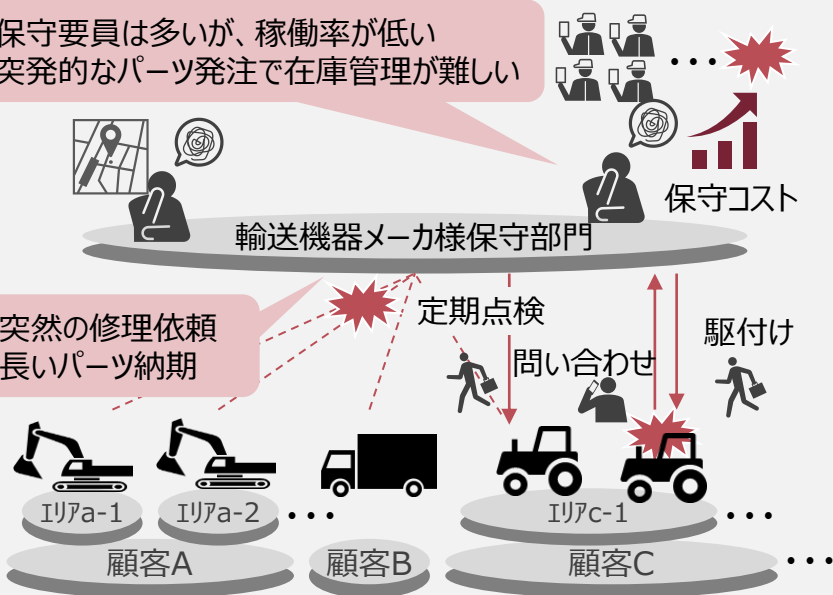 保守要員は多いが、稼働率が低い
突発的なパーツ発注で在庫管理が難しい
・・・
保守コスト
輸送機器メーカ様保守部門
突然の修理依頼
長いパーツ納期
定期点検
問い合わせ
駆付け
ｴﾘｱa-1
ｴﾘｱa-2
・・・
ｴﾘｱc-1
・・・
顧客A
顧客B
顧客C
・・・